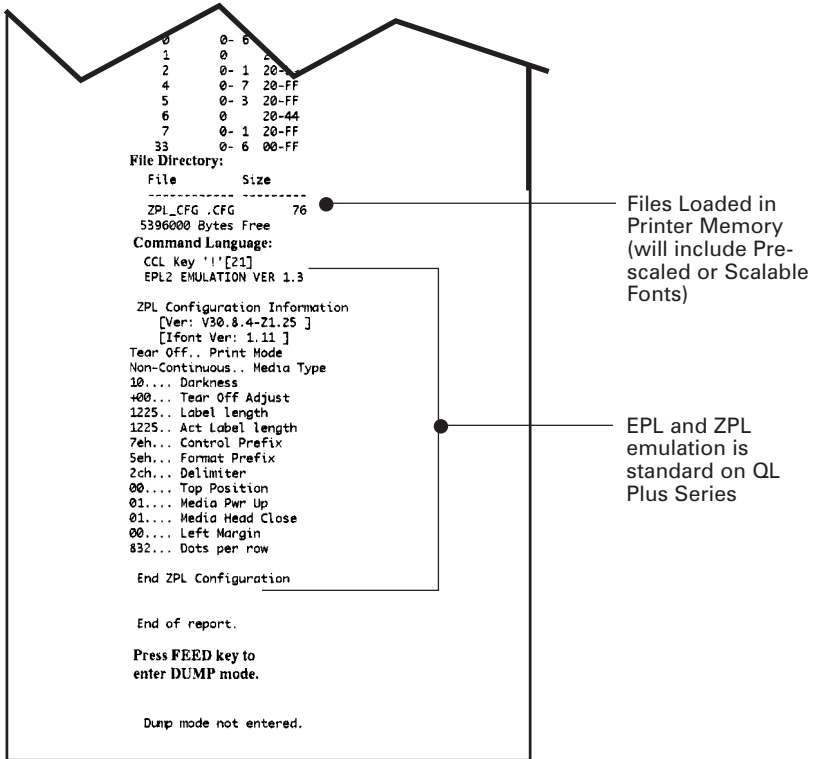 0 0- 6
1 0
2 0- 1 20-
4 0- 7 20-FF
5 0- 3 20-FF
6 0 20-44
7 0- 1 20-FF
33 0- 6 00-FF
File Directory:
File Size
------------ ---------
ZPL_CFG .CFG 76
5396000 Bytes Free
Command Language:
CCL Key '!'[21]
EPL2 EMULATION VER 1.3
ZPL Configuration Information
[Ver: V30.8.4-Z1.25 ]
[Ifont Ver: 1.11 ]
Tear Off.. Print Mode
Non-Continuous.. Media Type
10.... Darkness
+00... Tear Off Adjust
1225.. Label length
1225.. Act Label length
7eh... Control Prefix
5eh... Format Prefix
2ch... Delimiter
00.... Top Position
01.... Media Pwr Up
01.... Media Head Close
00.... Left Margin
832... Dots per row
End ZPL Configuration
End of report.
Press FEED key to
enter DUMP mode.
Dump mode not entered.
Files Loaded in
Printer Memory
(will include Pre-
scaled or Scalable
Fonts)
EPL and ZPL
emulation is
standard on QL
Plus Series